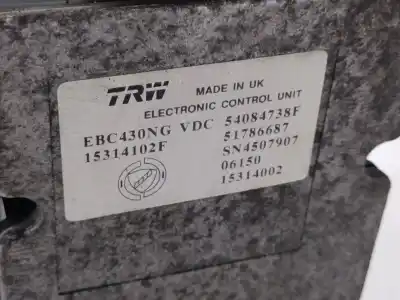 TRW
MADE IN UK
ELECTRONIC CONTROL UNIT
EBC430NG VDC 54084738F
15314102F 51786687
SN4507907
06150
15314002